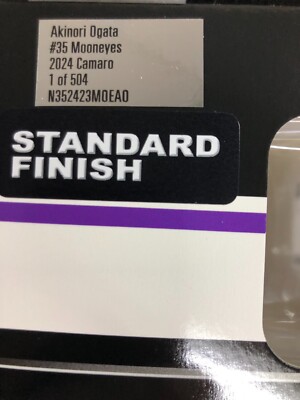 Akinori Ogata
#35 Mooneyes
2024 Camaro
1 of 504
N352423MOEAO
STANDARD
FINISH